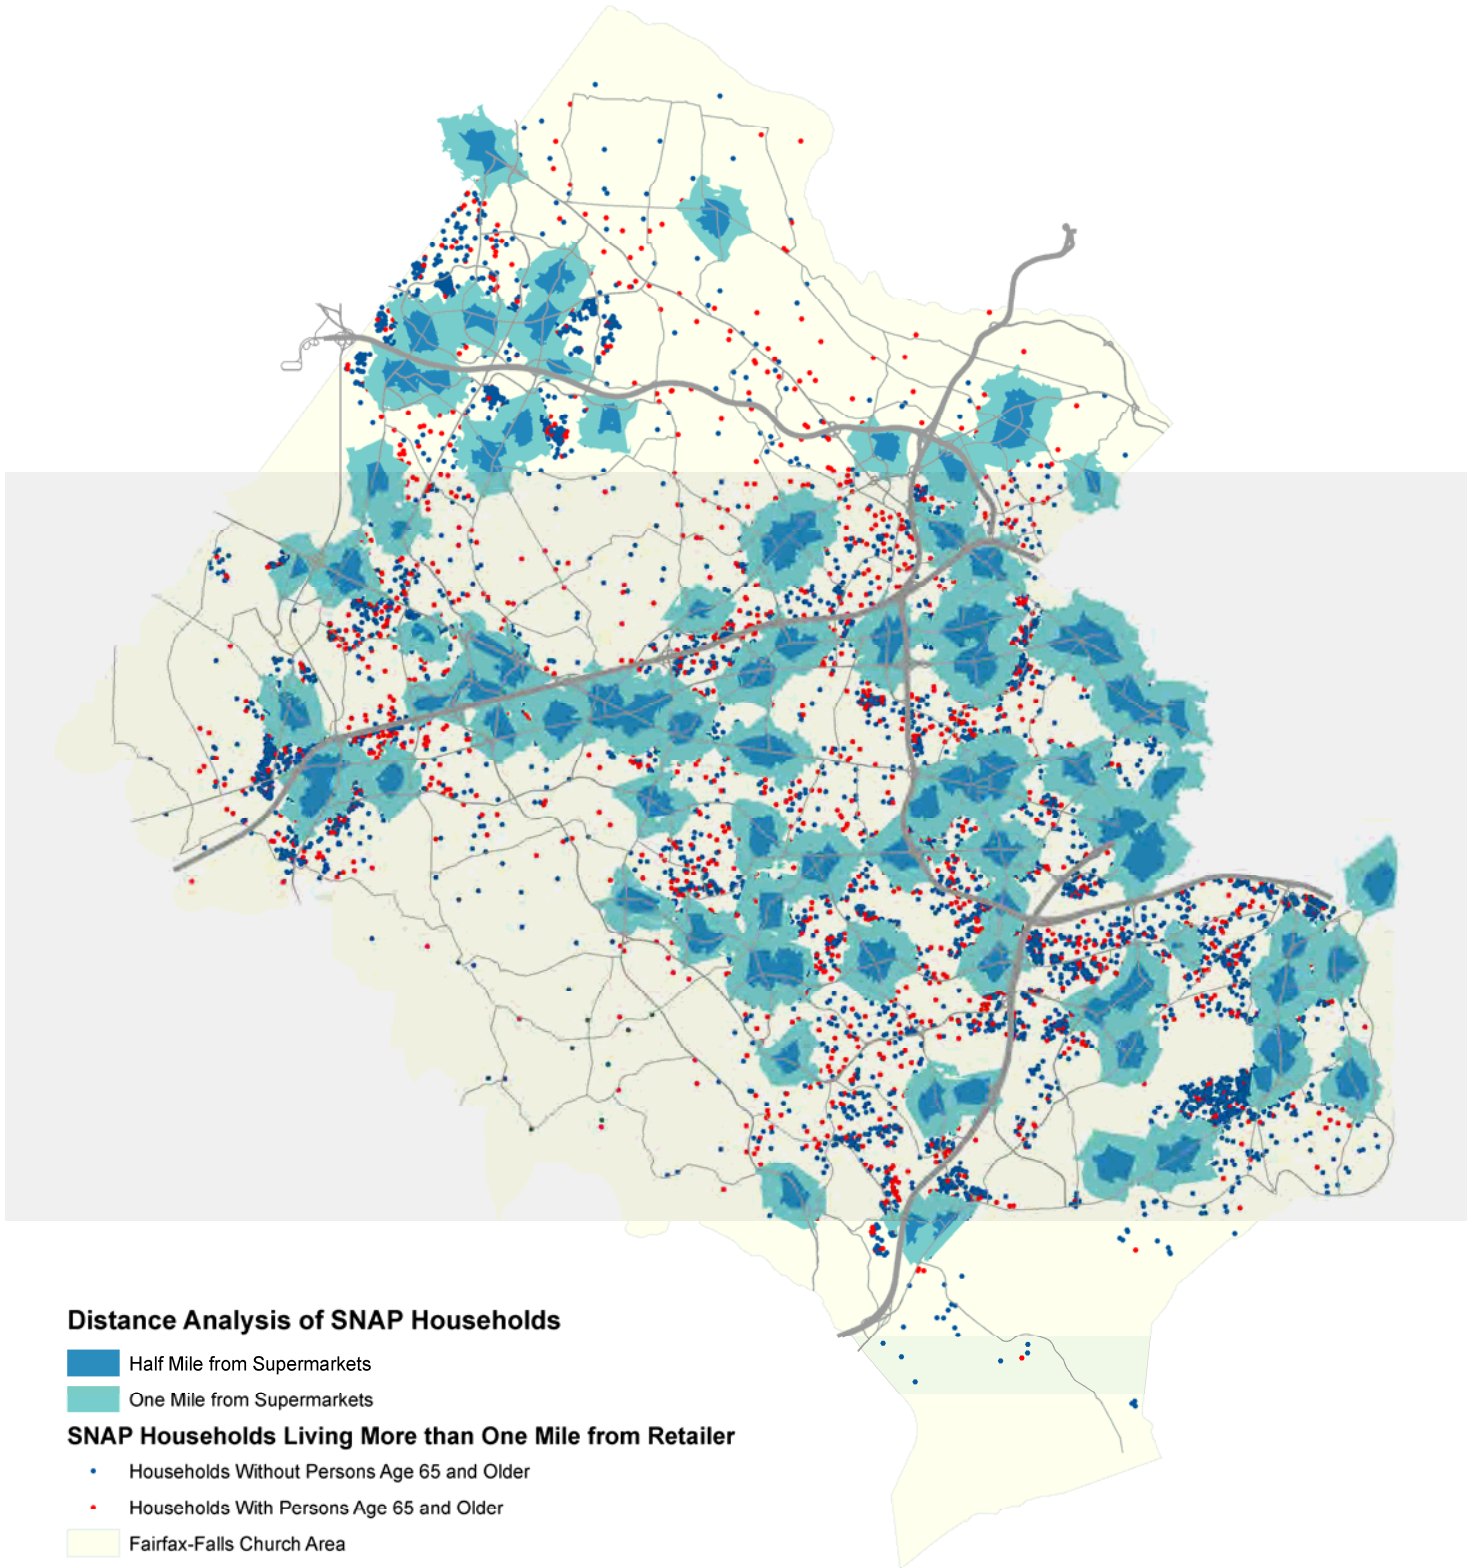 Distance Analysis of SNAP Households
Half Mile from Supermarkets
One Mile from Supermarkets
SNAP Households Living More than One Mile from Retailer
Households Without Persons Age 65 and Older
Households With Persons Age 65 and Older
Fairfax-Falls Church Area